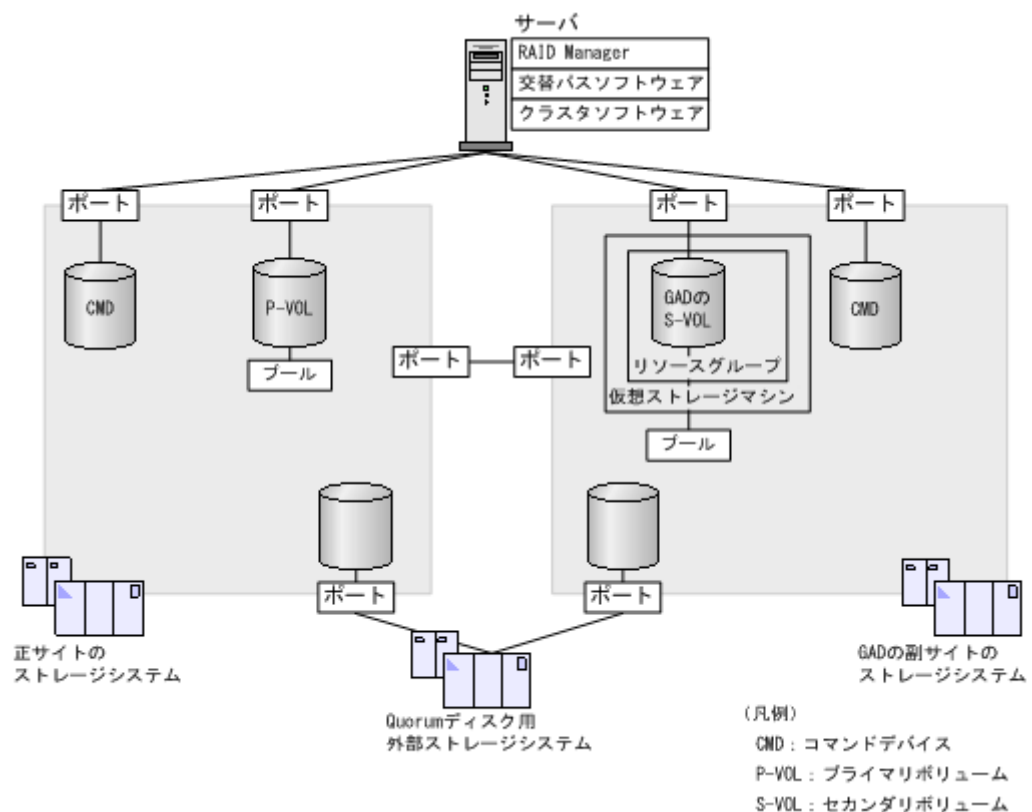 サーバ
RAID Manager
交替パスソフトウェア
クラスタソフトウェア
ポート
ポート
ポート
ポート
CMD
P-VOL
GADの
S-VOL
CMD
リソースグループ
仮想ストレージマシン
プール
ポート
ポート
プール
ポート
ポート
正サイトの
ストレージシステム
GADの副サイトの
ストレージシステム
Quorumディスク用
外部ストレージシステム
(凡例)
CMD:コマンドデバイス
P-VOL:プライマリボリューム
S-VOL:セカンダリボリューム